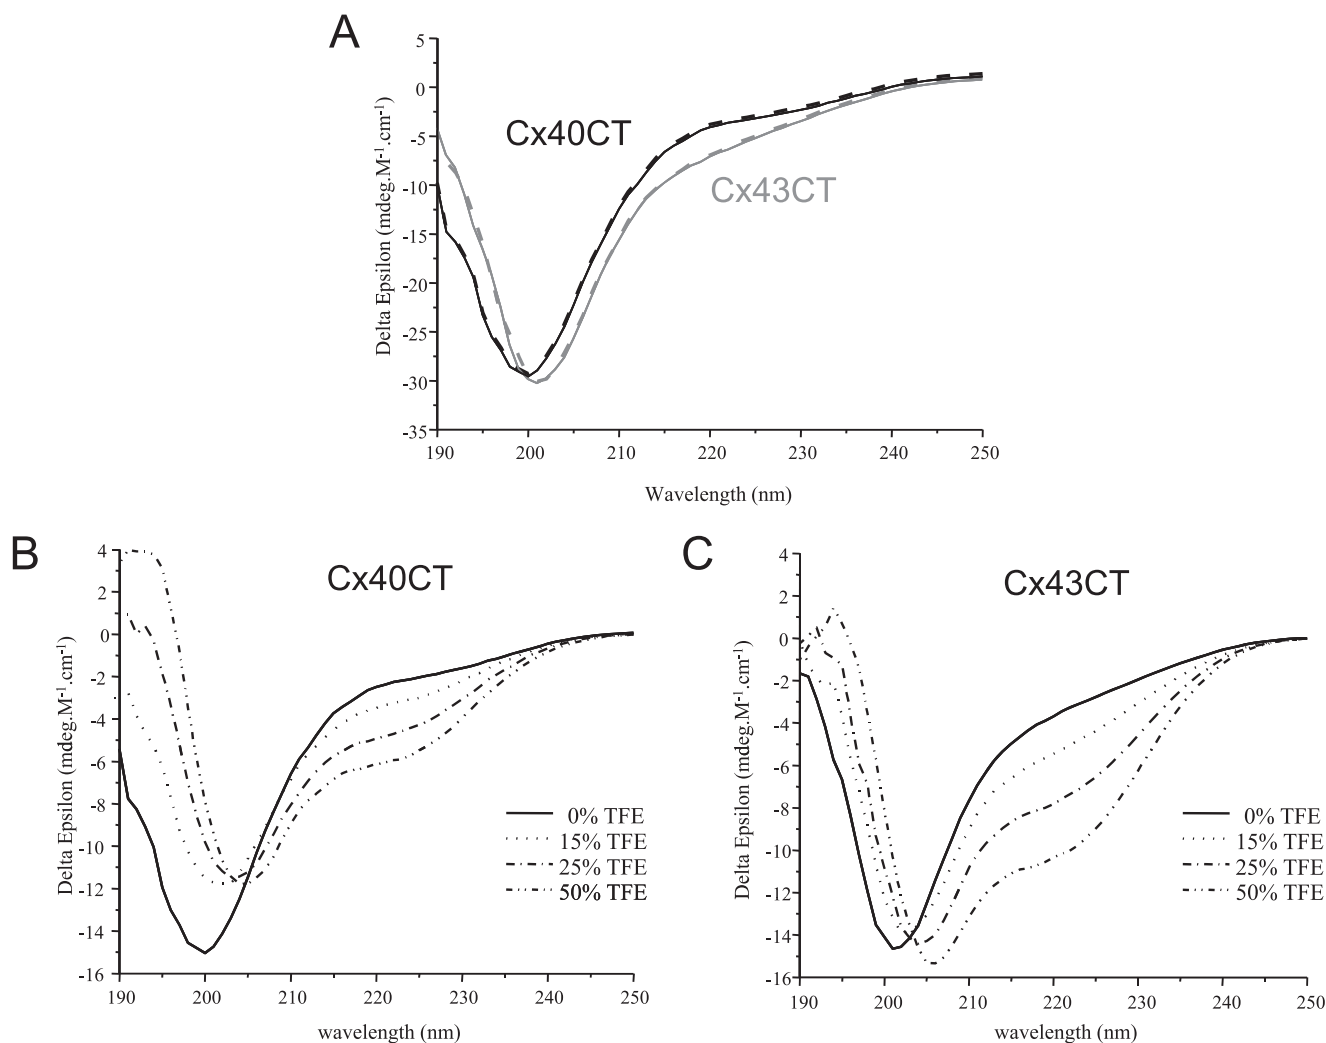 A
Delta Epsilon (mdeg.M-1.cm-1)
5
0
-5
-10
-15
-20
-25
-30
-35
Cx40CT
Cx43CT
190 200 210 220 230 240 250
Wavelength (nm)
B
Cx40CT
Delta Epsilon (mdeg.M-1.cm-1)
4
2
0
-2
-4
-6
-8
-10
-12
-14
-16
0% TFE
15% TFE
25% TFE
50% TFE
190 200 210 220 230 240 250
wavelength (nm)
C
Cx43CT
Delta Epsilon (mdeg.M-1.cm-1)
4
2
0
-2
-4
-6
-8
-10
-12
-14
-16
0% TFE
15% TFE
25% TFE
50% TFE
190 200 210 220 230 240 250
wavelength (nm)